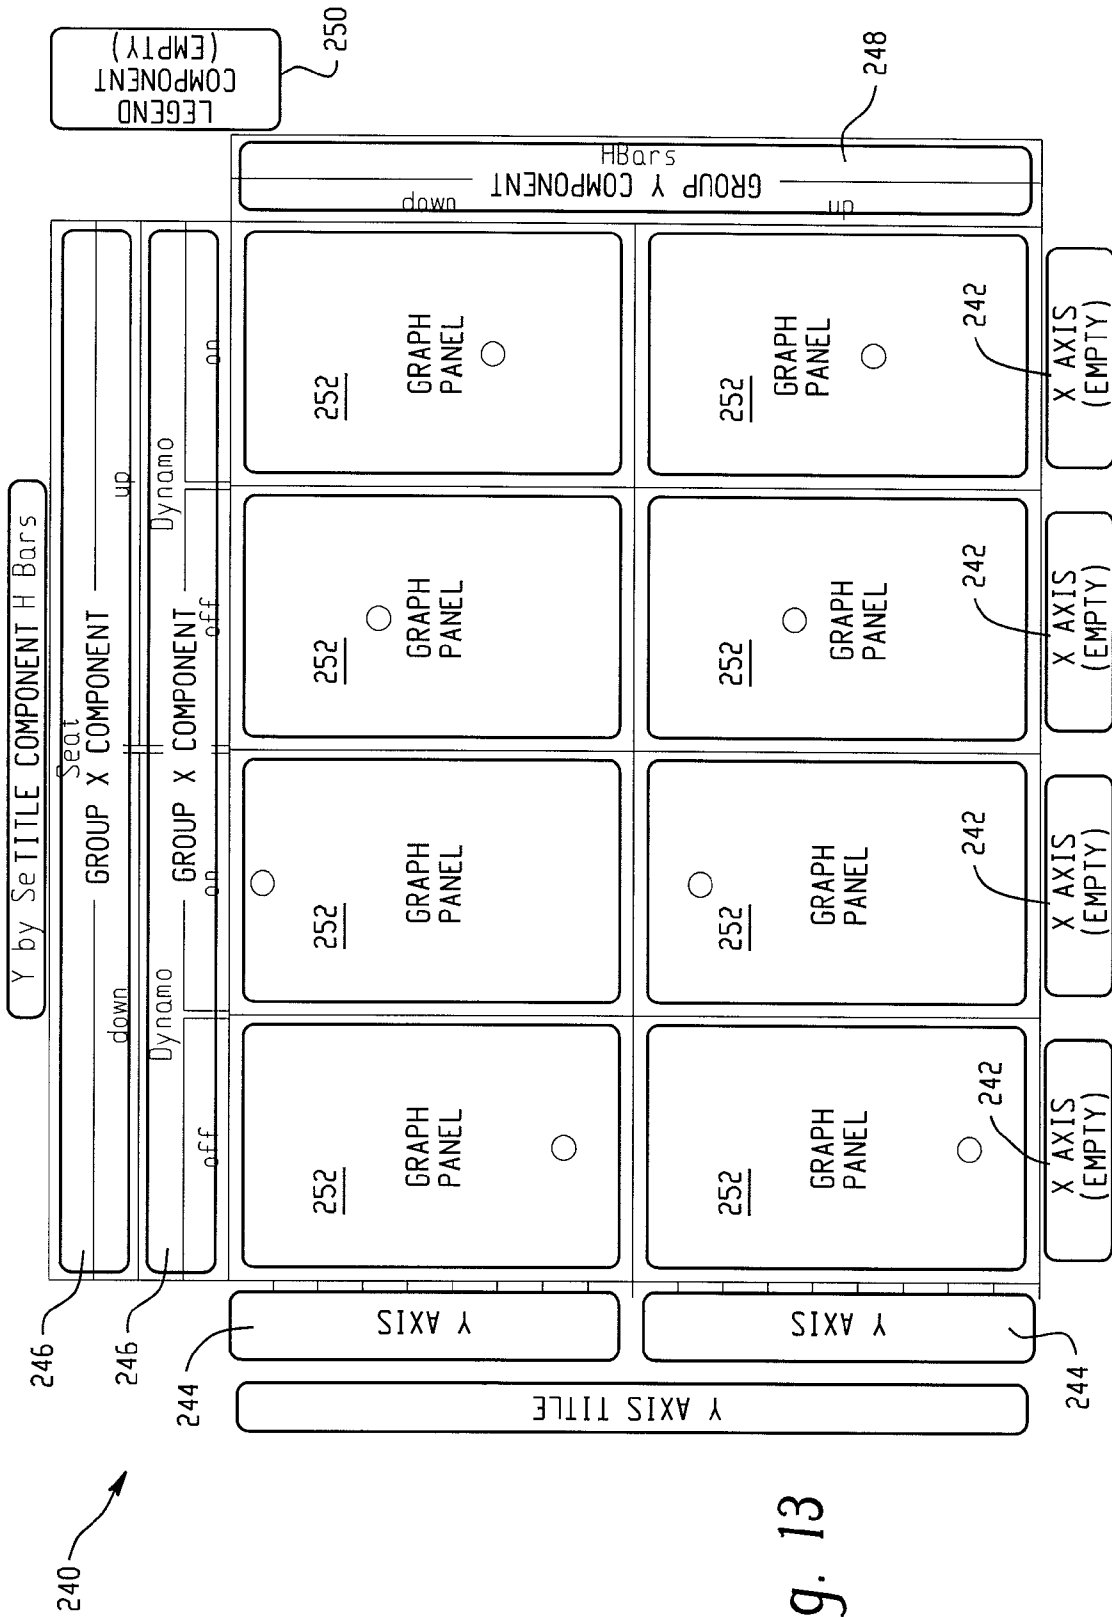 240
Y by Se TITLE COMPONENT H Bars
246
Seat
GROUP X COMPONENT
down
up
246
Dynamo
Dynamo
GROUP X COMPONENT
off
on
off
on
LEGEND
COMPONENT
(EMPTY)
250
244
Y AXIS
Y AXIS TITLE
252
GRAPH
PANEL
252
GRAPH
PANEL
252
GRAPH
PANEL
252
GRAPH
PANEL
down
HBars
GROUP Y COMPONENT
up
248
Y AXIS
244
252
GRAPH
PANEL
252
GRAPH
PANEL
252
GRAPH
PANEL
252
GRAPH
PANEL
242
X AXIS
(EMPTY)
242
X AXIS
(EMPTY)
242
X AXIS
(EMPTY)
242
X AXIS
(EMPTY)
g. 13